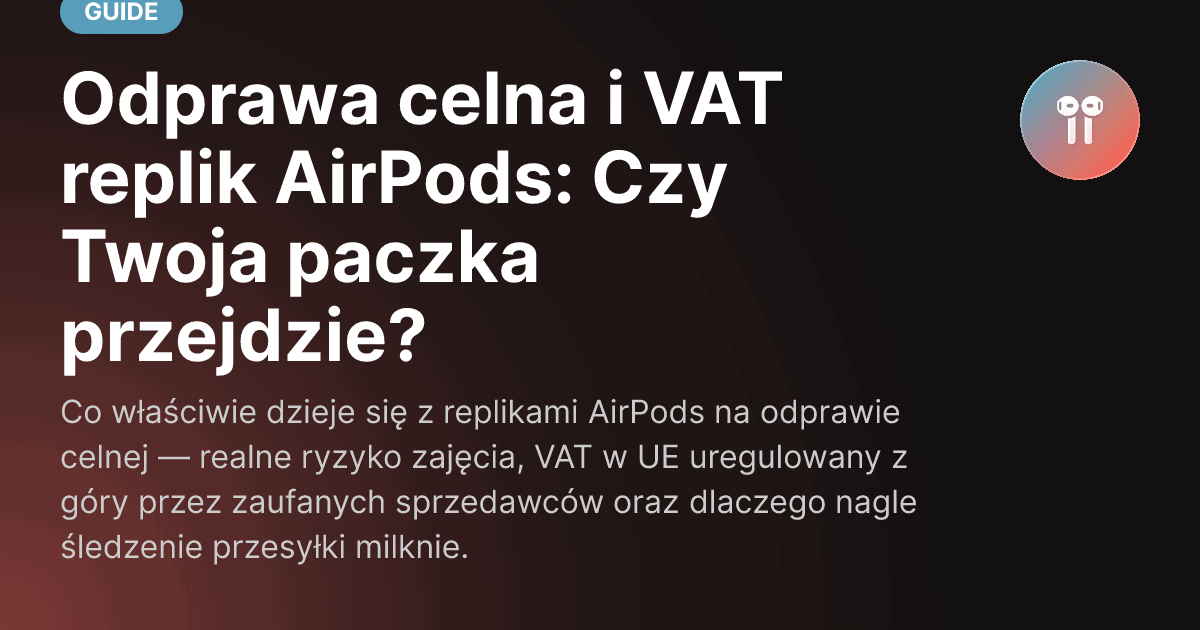 GUIDE
Odprawa celna i VAT
replik AirPods: Czy
Twoja paczka
przejdzie?
Co właściwie dzieje się z replikami AirPods na odprawie
celnej — realne ryzyko zajęcia, VAT w UE uregulowany z
góry przez zaufanych sprzedawców oraz dlaczego nagle
śledzenie przesyłki milknie.